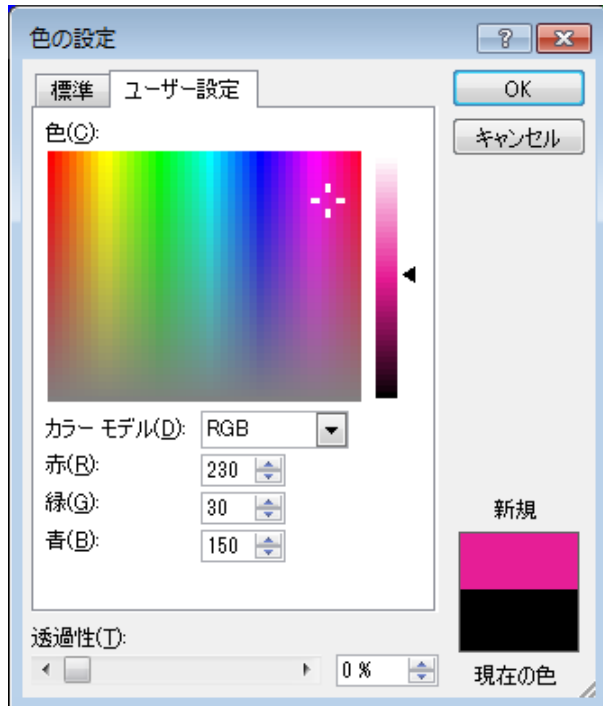 色の設定
標準 ユーザー設定
OK
キャンセル
色(C):
カラー モデル(D): RGB
赤(R): 230
緑(G): 30
青(B): 150
新規
現在の色
透過性(T):
0 %